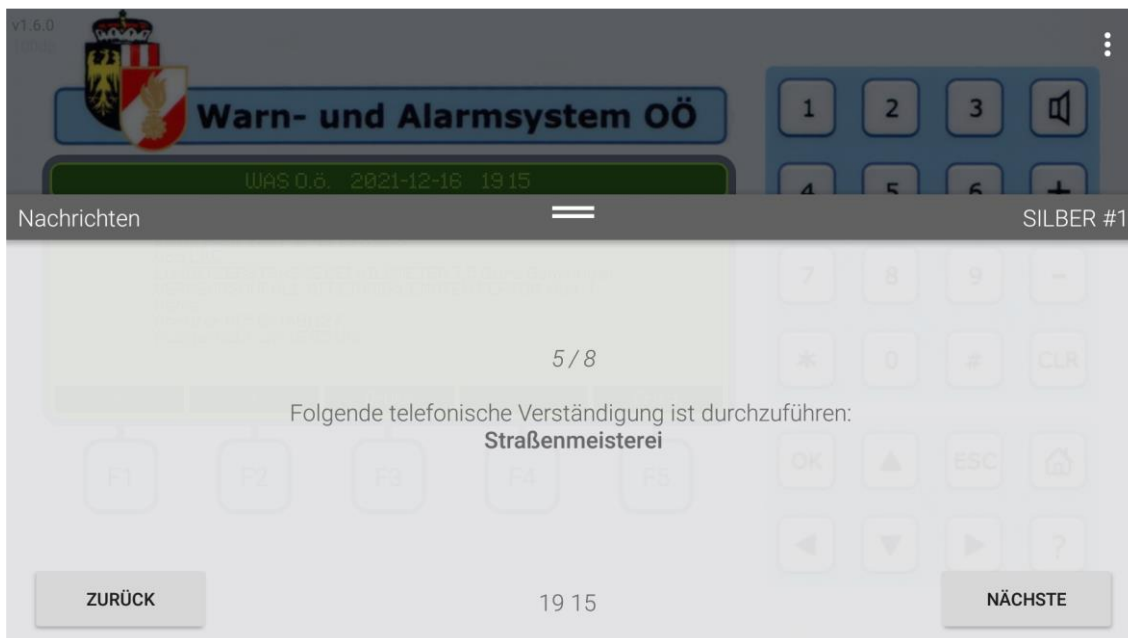 v1.6.0
Warn- und Alarmsystem OÖ
1 2 3
WAS O.ö. 2021-12-16 19 15
4 5 6 +
Nachrichten
SILBER #1
7 8 9 -
5 / 8
* 0 # CLR
Folgende telefonische Verständigung ist durchzuführen:
Straßenmeisterei
F1 F2 F3 F4 F5
OK ESC
?
ZURÜCK
19 15
NÄCHSTE